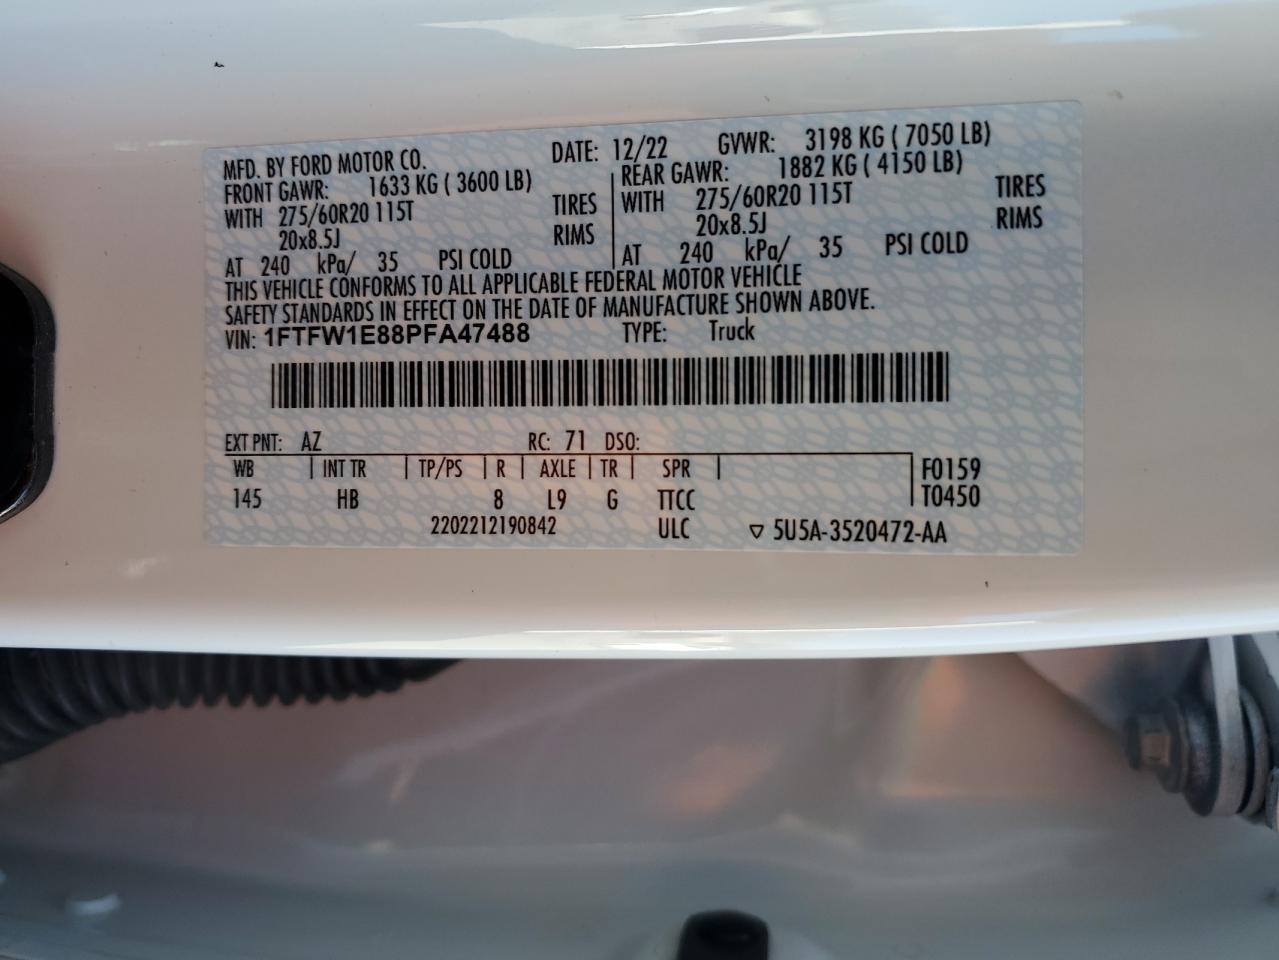 MFD. BY FORD MOTOR CO. DATE: 12/22 GVWR: 3198 KG ( 7050 LB)
FRONT GAWR: 1633 KG ( 3600 LB) REAR GAWR: 1882 KG ( 4150 LB)
WITH 275/60R20 115T TIRES WITH 275/60R20 115T TIRES
20x8.5J RIMS 20x8.5J RIMS
AT 240 kPa/ 35 PSI COLD AT 240 kPa/ 35 PSI COLD
THIS VEHICLE CONFORMS TO ALL APPLICABLE FEDERAL MOTOR VEHICLE
SAFETY STANDARDS IN EFFECT ON THE DATE OF MANUFACTURE SHOWN ABOVE.
VIN: 1FTFW1E88PFA47488 TYPE: Truck
EXT PNT: AZ RC: 71 DSO:
WB INT TR TP/PS R AXLE TR SPR F0159
145 HB 8 L9 G TTCC T0450
2202212190842 ULC ▽ 5U5A-3520472-AA